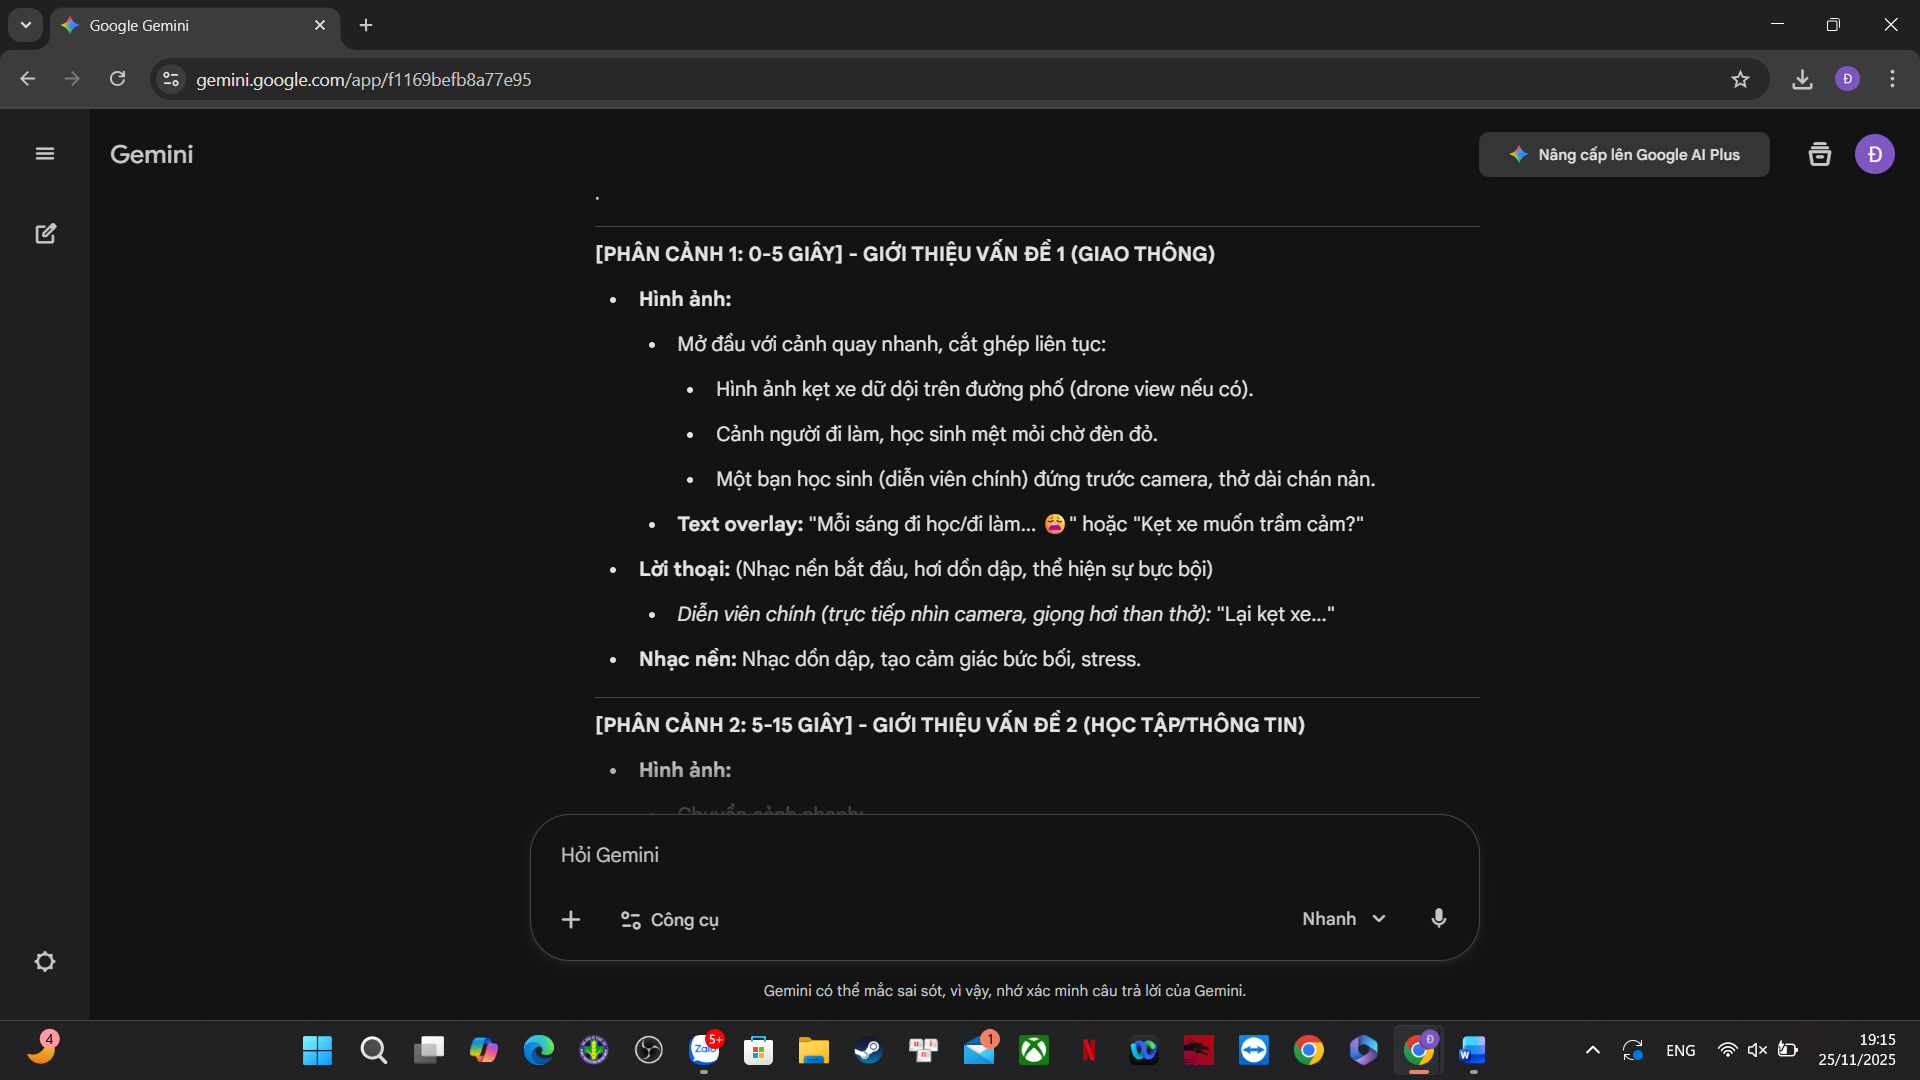 Google Gemini
gemini.google.com/app/f1169befb8a77e95
Đ
Gemini
Nâng cấp lên Google AI Plus
Đ
.
[PHÂN CẢNH 1: 0-5 GIÂY] - GIỚI THIỆU VẤN ĐỀ 1 (GIAO THÔNG)
• Hình ảnh:
• Mở đầu với cảnh quay nhanh, cắt ghép liên tục:
• Hình ảnh kẹt xe dữ dội trên đường phố (drone view nếu có).
• Cảnh người đi làm, học sinh mệt mỏi chờ đèn đỏ.
• Một bạn học sinh (diễn viên chính) đứng trước camera, thở dài chán nản.
• Text overlay: "Mỗi sáng đi học/đi làm... 😩" hoặc "Kẹt xe muốn trầm cảm?"
• Lời thoại: (Nhạc nền bắt đầu, hơi dồn dập, thể hiện sự bực bội)
• Diễn viên chính (trực tiếp nhìn camera, giọng hơi than thở): "Lại kẹt xe..."
• Nhạc nền: Nhạc dồn dập, tạo cảm giác bức bối, stress.
[PHÂN CẢNH 2: 5-15 GIÂY] - GIỚI THIỆU VẤN ĐỀ 2 (HỌC TẬP/THÔNG TIN)
• Hình ảnh:
• Chuyển cảnh nhanh:
Hỏi Gemini
Công cụ
Nhanh
Gemini có thể mắc sai sót, vì vậy, nhớ xác minh câu trả lời của Gemini.
4
Zalo
5+
1
N
Đ
W
ENG
19:15
25/11/2025